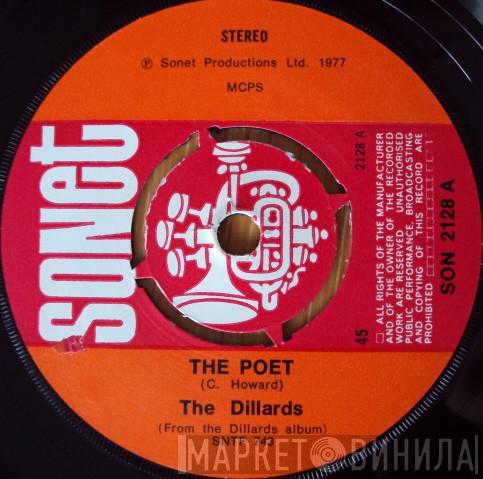 STEREO
℗ Sonet Productions Ltd. 1977
MCPS
SONET
2128 A
45
□ ALL RIGHTS OF THE MANUFACTURER
AND OF THE OWNER OF THE RECORDED
WORK ARE RESERVED UNAUTHORISED
PUBLIC PERFORMANCE BROADCASTING
AND COPYING OF THIS RECORD ARE
PROHIBITED
SON 2128 A
THE POET
(C. Howard)
The Dillards
(From the Dillards album)
SNTF 743
МАРКЕТ ВИНИЛА